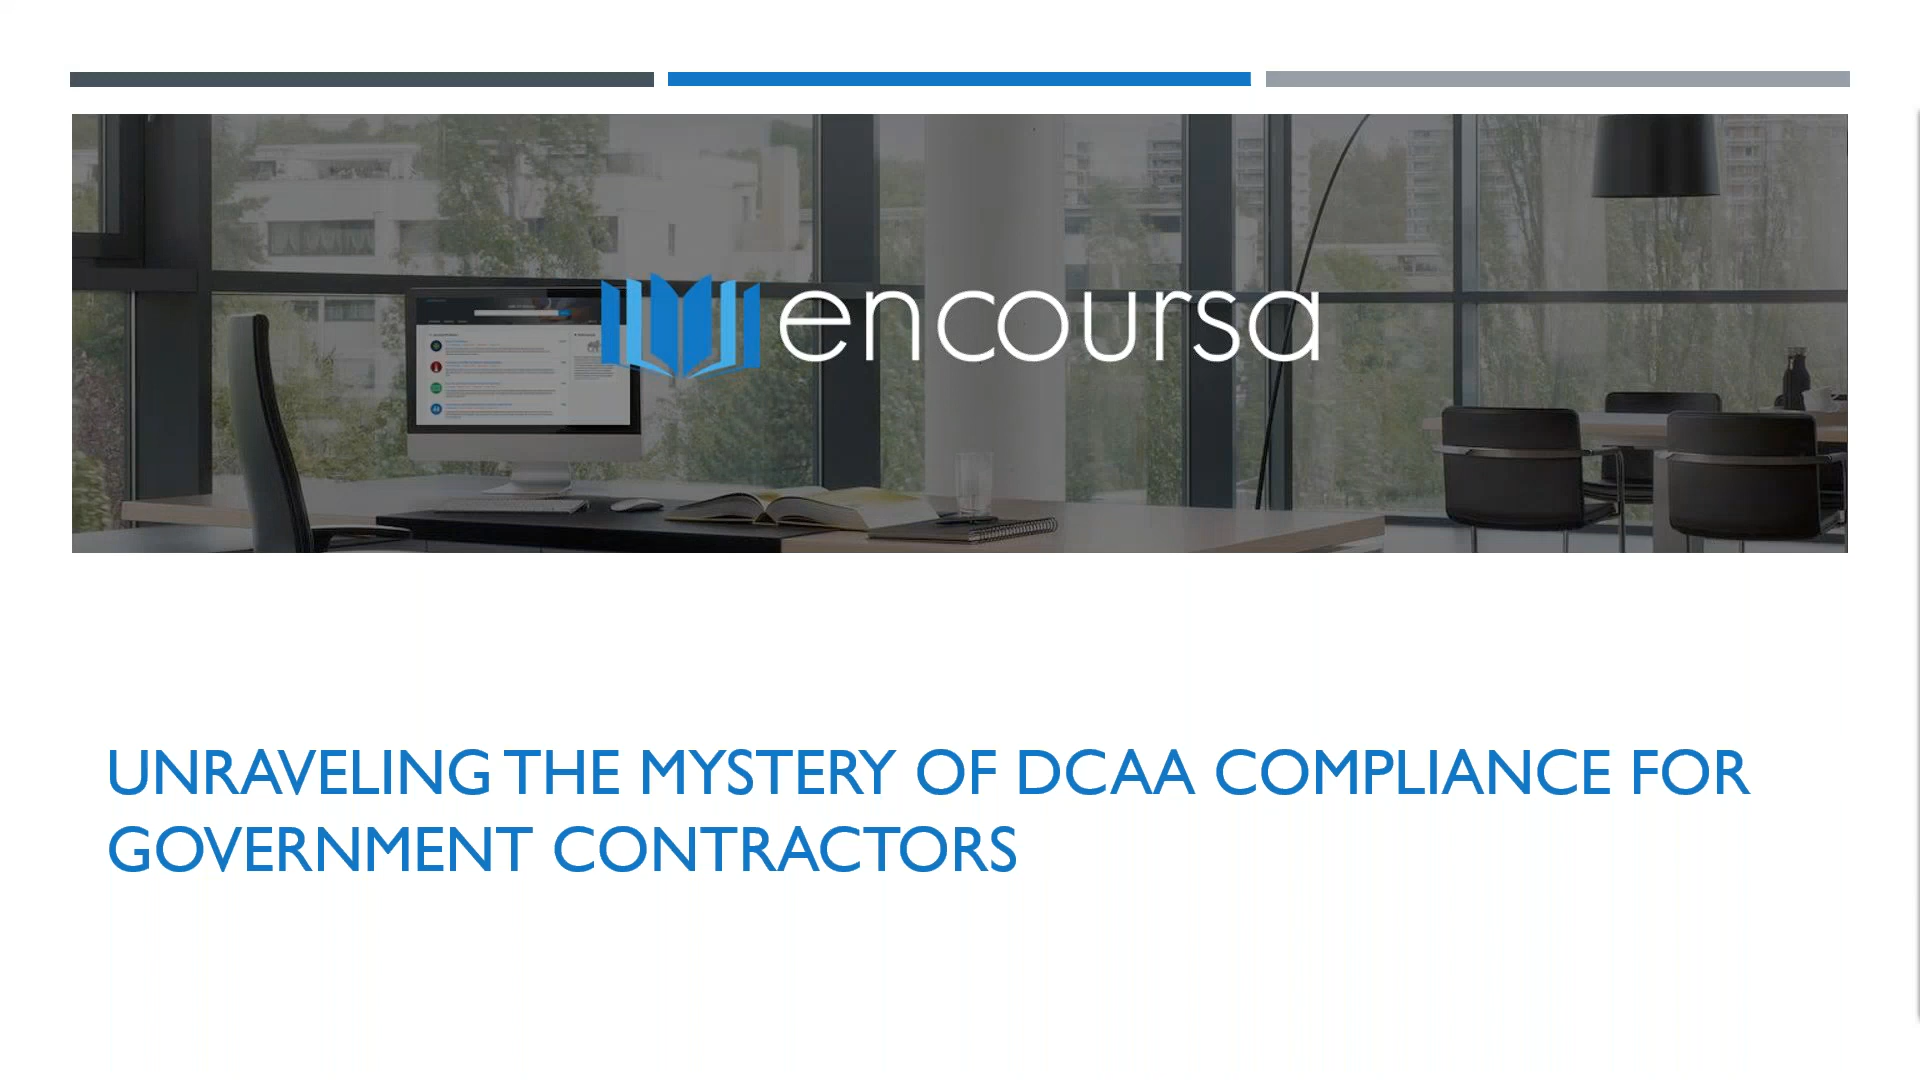 encoursa
UNRAVELING THE MYSTERY OF DCAA COMPLIANCE FOR
GOVERNMENT CONTRACTORS